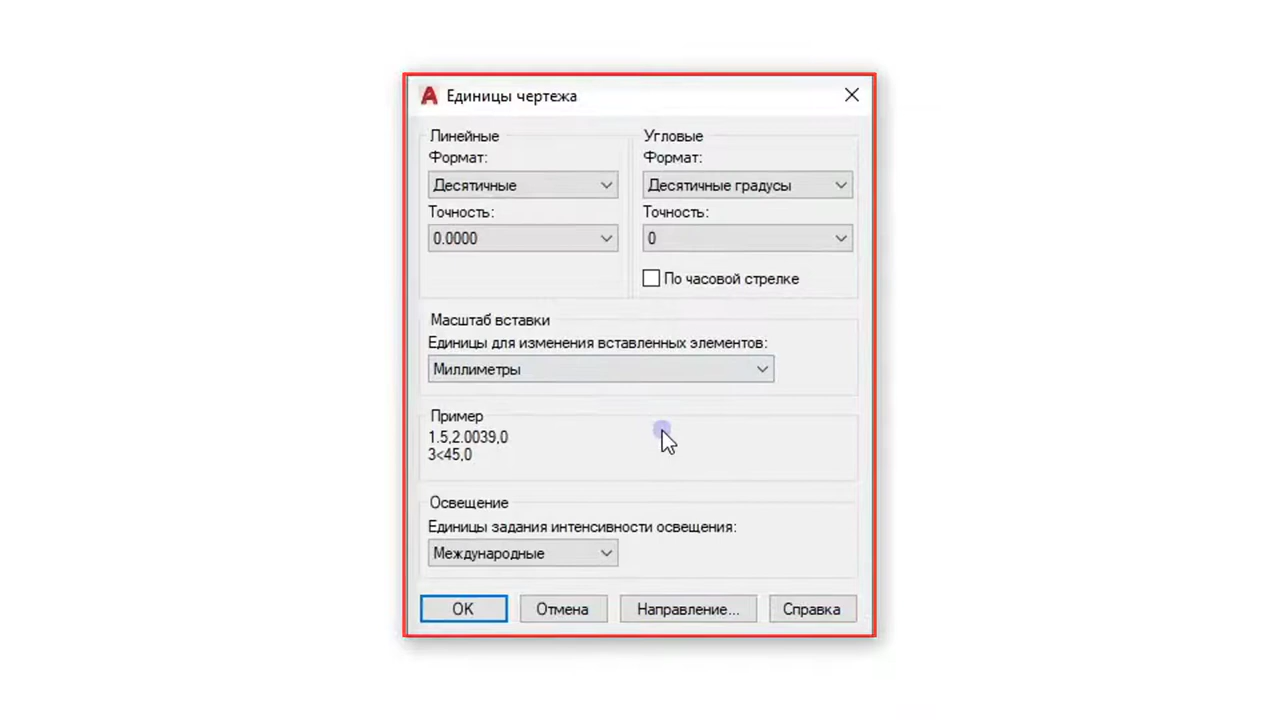 Единицы чертежа
Линейные
Формат:
Десятичные
Точность:
0.0000
Угловые
Формат:
Десятичные градусы
Точность:
0
По часовой стрелке
Масштаб вставки
Единицы для изменения вставленных элементов:
Миллиметры
Пример
1.5,2.0039,0
3<45,0
Освещение
Единицы задания интенсивности освещения:
Международные
OK Отмена Направление... Справка